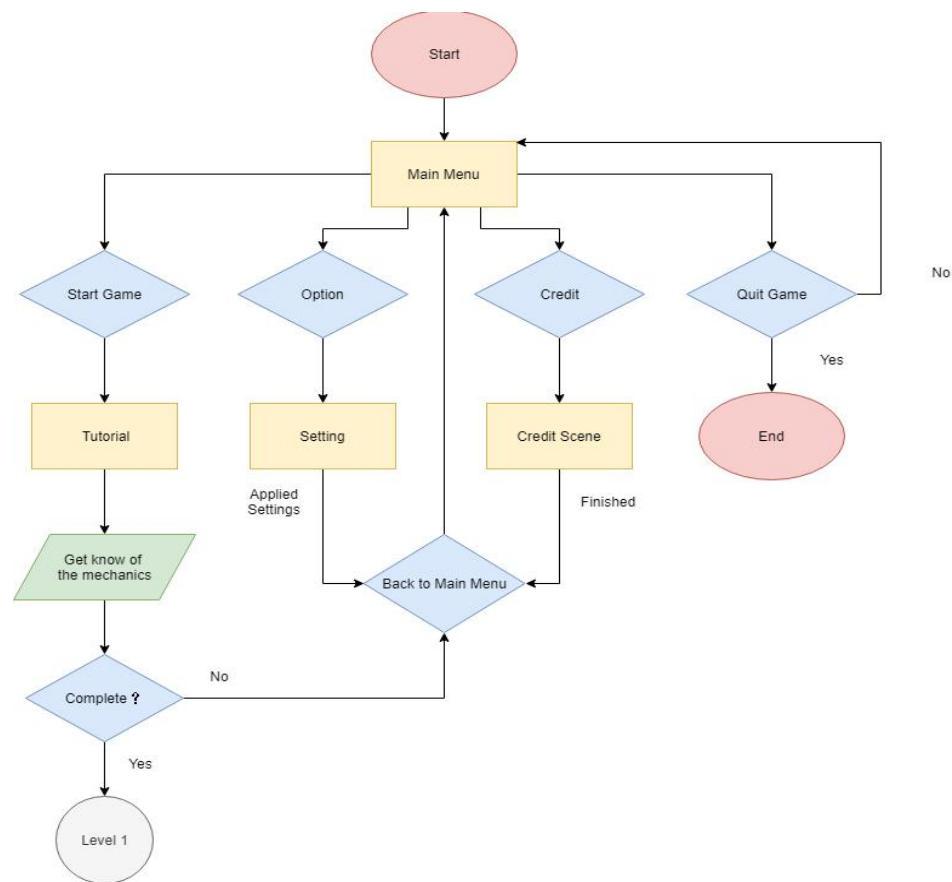 Start
Main Menu
Start Game
Option
Credit
Quit Game
No
Yes
Tutorial
Setting
Credit Scene
End
Applied
Settings
Finished
Get know of
the mechanics
Back to Main Menu
No
Complete ?
Yes
Level 1